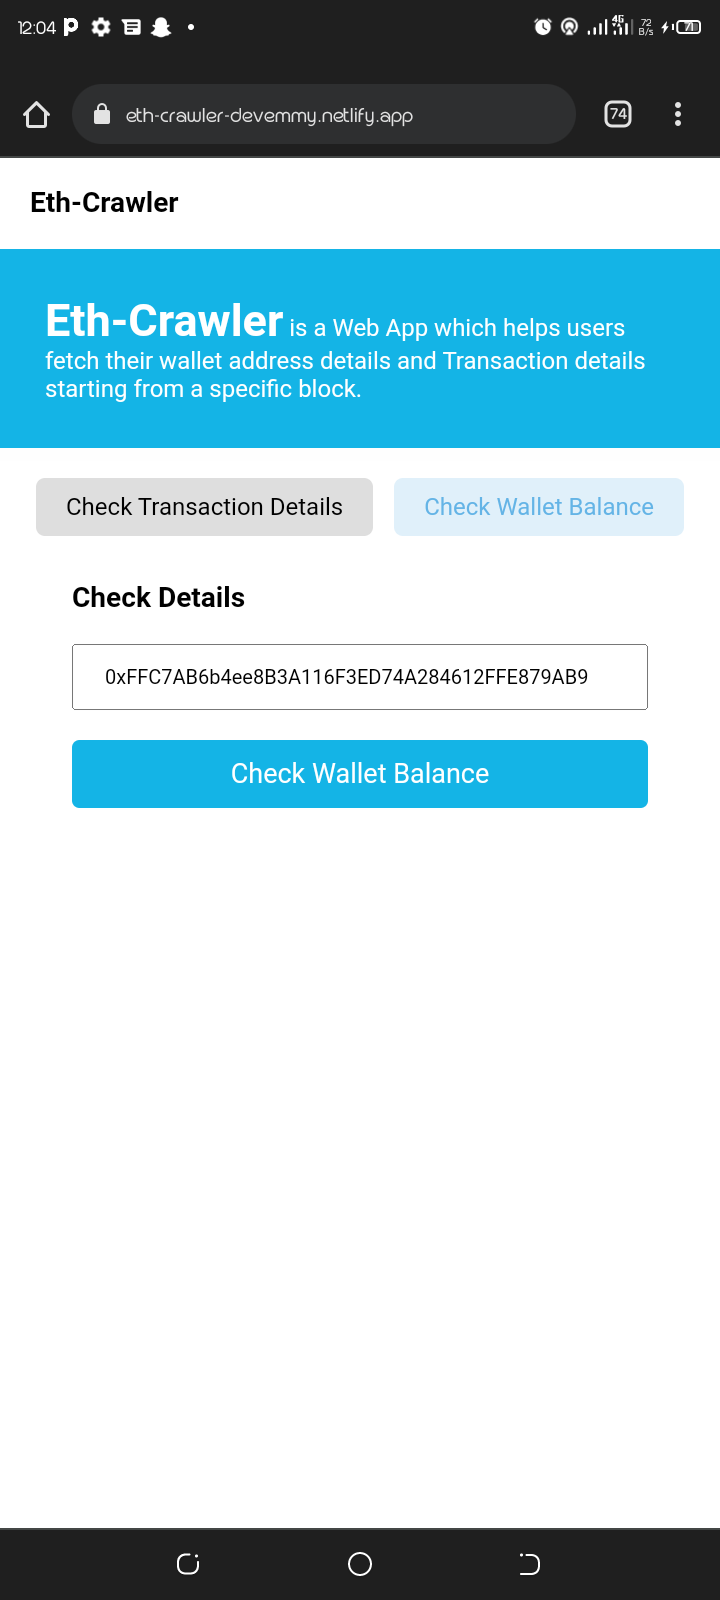 12:04
4G 72 B/s 71
eth-crawler-devemmy.netlify.app 74
Eth-Crawler
Eth-Crawler is a Web App which helps users
fetch their wallet address details and Transaction details
starting from a specific block.
Check Transaction Details Check Wallet Balance
Check Details
0xFFC7AB6b4ee8B3A116F3ED74A284612FFE879AB9
Check Wallet Balance